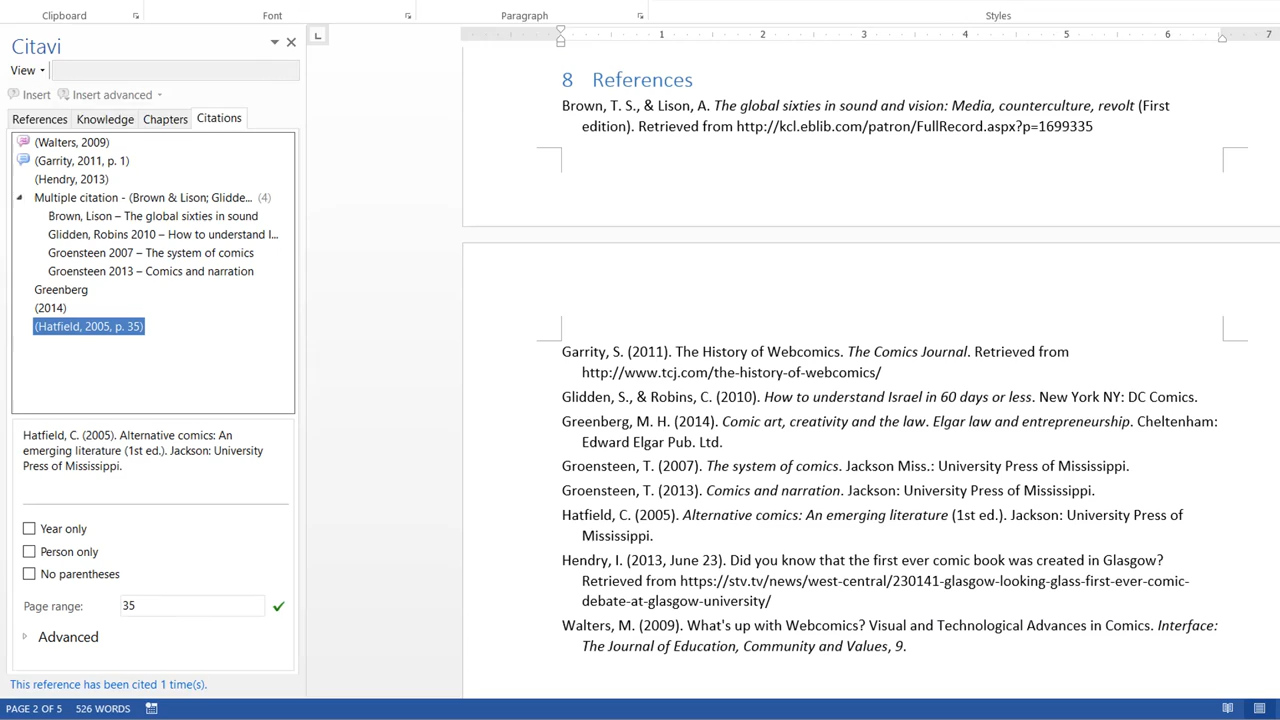 Clipboard
Font
Paragraph
Styles
Citavi
View
Insert
Insert advanced
References
Knowledge
Chapters
Citations
(Walters, 2009)
(Garrity, 2011, p. 1)
(Hendry, 2013)
Multiple citation - (Brown & Lison; Glidde... (4)
Brown, Lison – The global sixties in sound
Glidden, Robins 2010 – How to understand I...
Groensteen 2007 – The system of comics
Groensteen 2013 – Comics and narration
Greenberg
(2014)
(Hatfield, 2005, p. 35)
Hatfield, C. (2005). Alternative comics: An
emerging literature (1st ed.). Jackson: University
Press of Mississippi.
Year only
Person only
No parentheses
Page range: 35
Advanced
This reference has been cited 1 time(s).
1 2 3 4 5 6 7
8 References
Brown, T. S., & Lison, A. The global sixties in sound and vision: Media, counterculture, revolt (First
edition). Retrieved from http://kcl.eblib.com/patron/FullRecord.aspx?p=1699335
Garrity, S. (2011). The History of Webcomics. The Comics Journal. Retrieved from
http://www.tcj.com/the-history-of-webcomics/
Glidden, S., & Robins, C. (2010). How to understand Israel in 60 days or less. New York NY: DC Comics.
Greenberg, M. H. (2014). Comic art, creativity and the law. Elgar law and entrepreneurship. Cheltenham:
Edward Elgar Pub. Ltd.
Groensteen, T. (2007). The system of comics. Jackson Miss.: University Press of Mississippi.
Groensteen, T. (2013). Comics and narration. Jackson: University Press of Mississippi.
Hatfield, C. (2005). Alternative comics: An emerging literature (1st ed.). Jackson: University Press of
Mississippi.
Hendry, I. (2013, June 23). Did you know that the first ever comic book was created in Glasgow?
Retrieved from https://stv.tv/news/west-central/230141-glasgow-looking-glass-first-ever-comic-
debate-at-glasgow-university/
Walters, M. (2009). What's up with Webcomics? Visual and Technological Advances in Comics. Interface:
The Journal of Education, Community and Values, 9.
PAGE 2 OF 5
526 WORDS